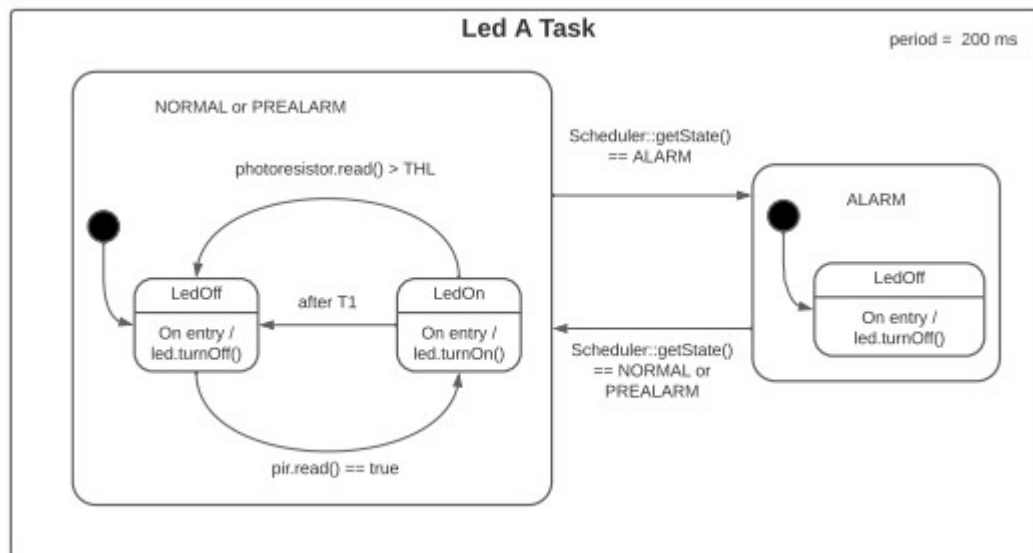 Led A Task
period = 200 ms
NORMAL or PREALARM
photoresistor.read() > THL
LedOff
On entry /
led.turnOff()
after T1
LedOn
On entry /
led.turnOn()
pir.read() == true
Scheduler::getState()
== ALARM
Scheduler::getState()
== NORMAL or
PREALARM
ALARM
LedOff
On entry /
led.turnOff()